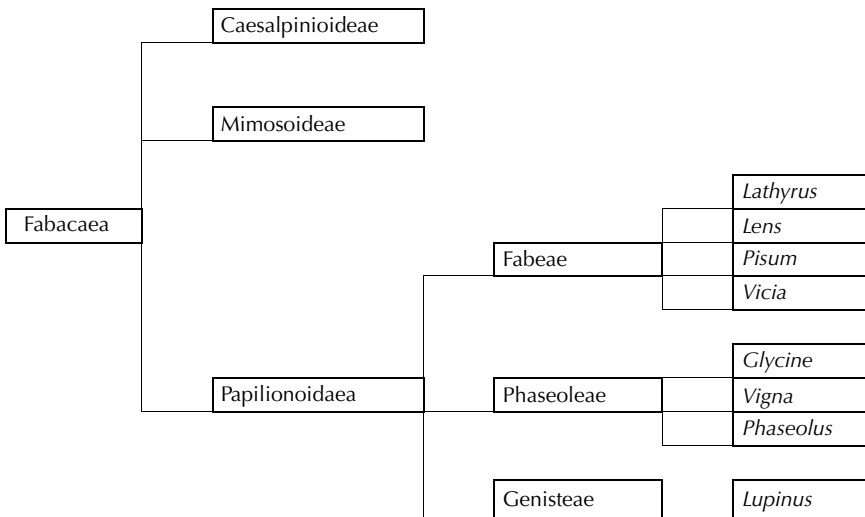 Caesalpinioideae
Mimosoideae
Lathyrus
Fabacaea
Lens
Fabeae
Pisum
Vicia
Glycine
Papilionoidaea
Phaseoleae
Vigna
Phaseolus
Genisteae
Lupinus